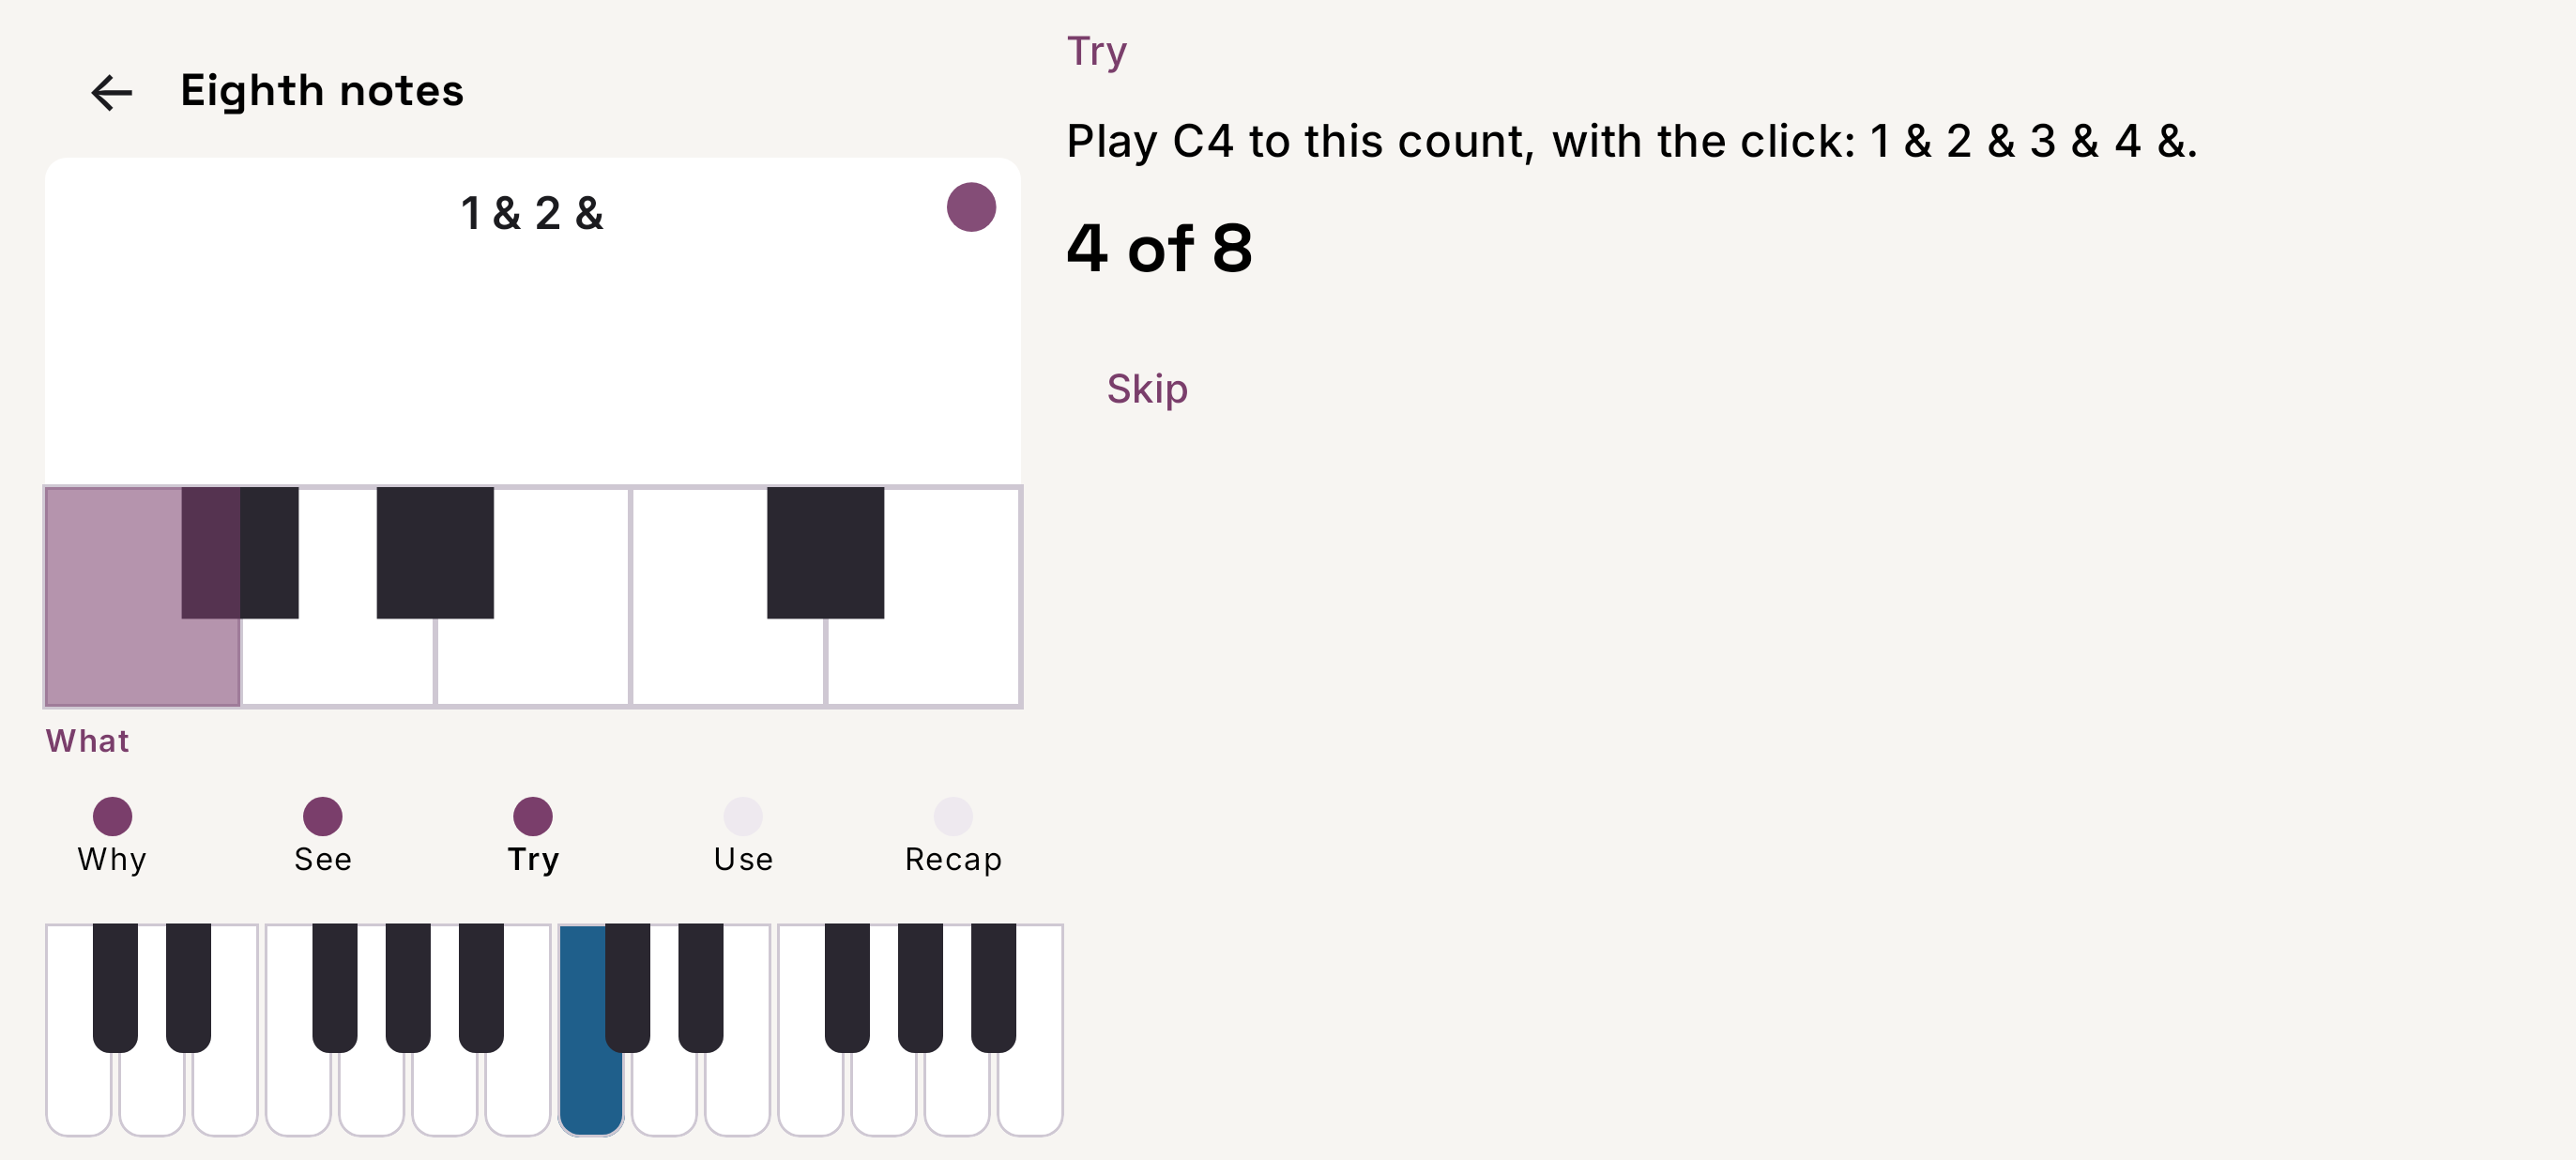 Eighth notes
1 & 2 &
What
Why
See
Try
Use
Recap
Try
Play C4 to this count, with the click: 1 & 2 & 3 & 4 &.
4 of 8
Skip